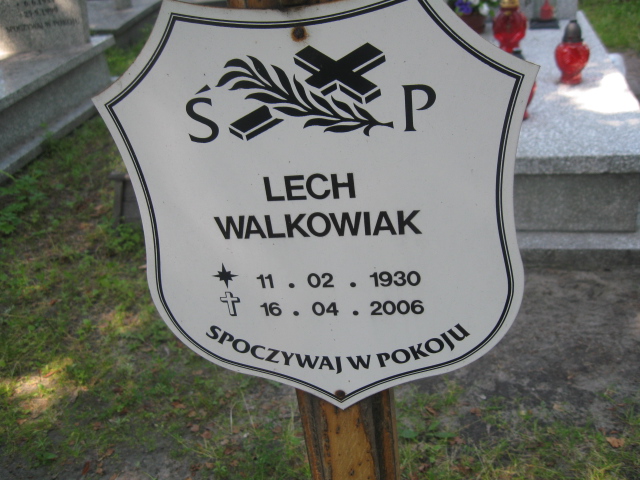 Ś P
LECH
WALKOWIAK
11 . 02 . 1930
16 . 04 . 2006
SPOCZYWAJ W POKOJU